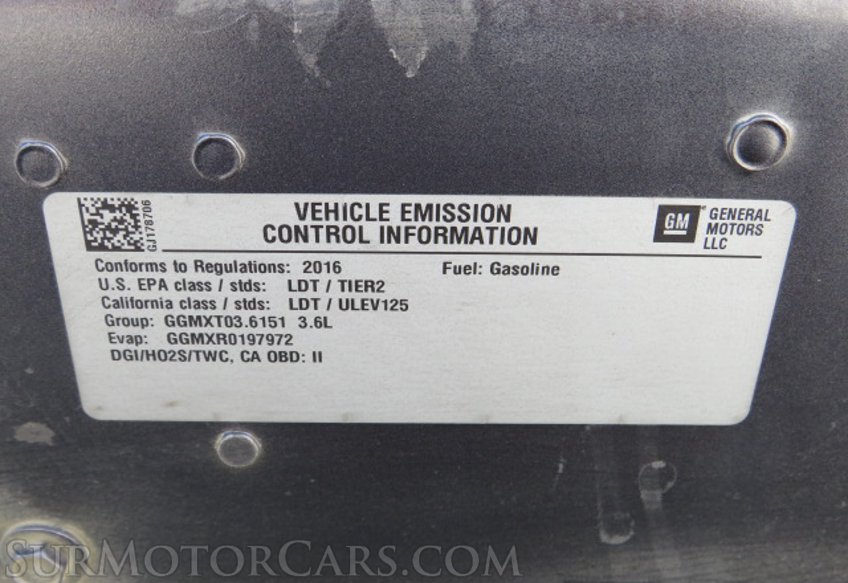 GJ178706
VEHICLE EMISSION
CONTROL INFORMATION
GM
GENERAL
MOTORS
LLC
Conforms to Regulations: 2016 Fuel: Gasoline
U.S. EPA class / stds: LDT / TIER2
California class / stds: LDT / ULEV125
Group: GGMXT03.6151 3.6L
Evap: GGMXR0197972
DGI/HO2S/TWC, CA OBD: II
SurMotorCars.com